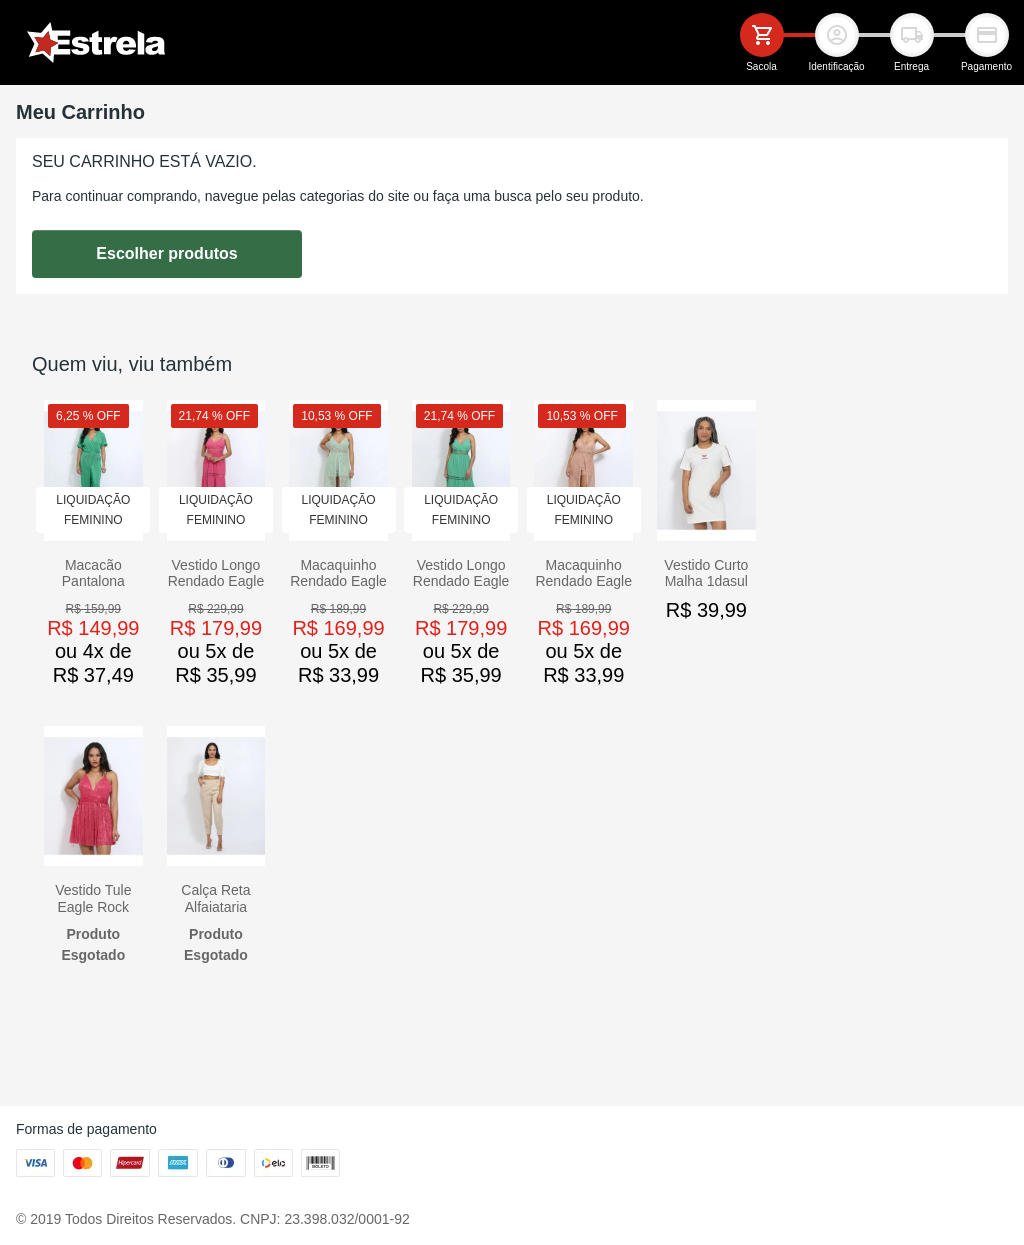 Estrela
Sacola
Identificação
Entrega
Pagamento
Meu Carrinho
SEU CARRINHO ESTÁ VAZIO.
Para continuar comprando, navegue pelas categorias do site ou faça uma busca pelo seu produto.
Escolher produtos
Quem viu, viu também
6,25 % OFF
LIQUIDAÇÃO
FEMININO
Macacão
Pantalona
R$ 159,99
R$ 149,99
ou 4x de
R$ 37,49
21,74 % OFF
LIQUIDAÇÃO
FEMININO
Vestido Longo
Rendado Eagle
R$ 229,99
R$ 179,99
ou 5x de
R$ 35,99
10,53 % OFF
LIQUIDAÇÃO
FEMININO
Macaquinho
Rendado Eagle
R$ 189,99
R$ 169,99
ou 5x de
R$ 33,99
21,74 % OFF
LIQUIDAÇÃO
FEMININO
Vestido Longo
Rendado Eagle
R$ 229,99
R$ 179,99
ou 5x de
R$ 35,99
10,53 % OFF
LIQUIDAÇÃO
FEMININO
Macaquinho
Rendado Eagle
R$ 189,99
R$ 169,99
ou 5x de
R$ 33,99
Vestido Curto
Malha 1dasul
R$ 39,99
Vestido Tule
Eagle Rock
Produto
Esgotado
Calça Reta
Alfaiataria
Produto
Esgotado
Formas de pagamento
VISA
Hipercard
elo
BOLETO
© 2019 Todos Direitos Reservados. CNPJ: 23.398.032/0001-92